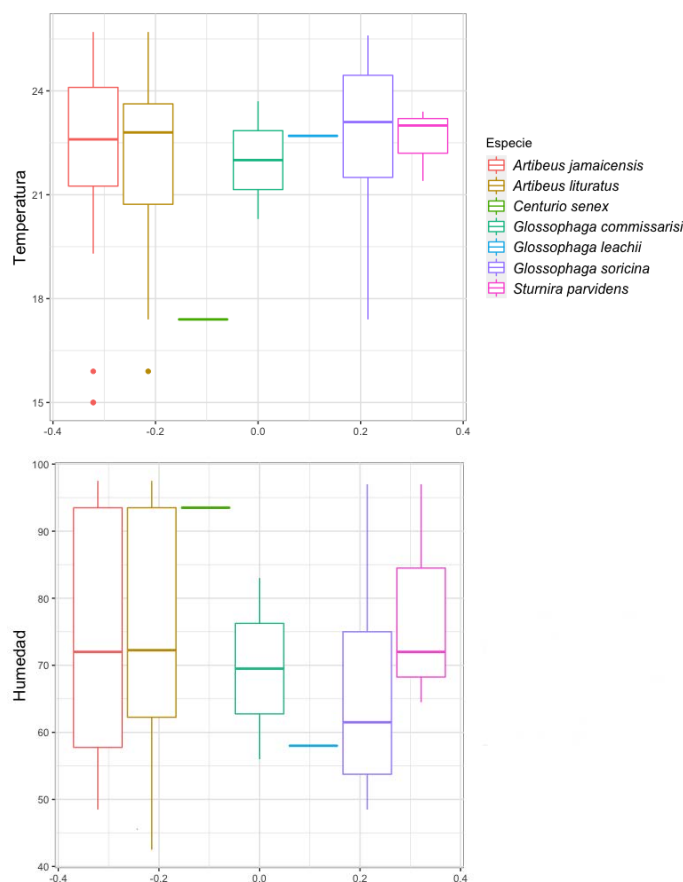 Temperatura
24
21
18
15
-0.4
-0.2
0.0
0.2
0.4
Especie
Artibeus jamaicensis
Artibeus lituratus
Centurio senex
Glossophaga commissarisi
Glossophaga leachii
Glossophaga soricina
Sturnira parvidens
Humedad
100
90
80
70
60
50
40
-0.4
-0.2
0.0
0.2
0.4